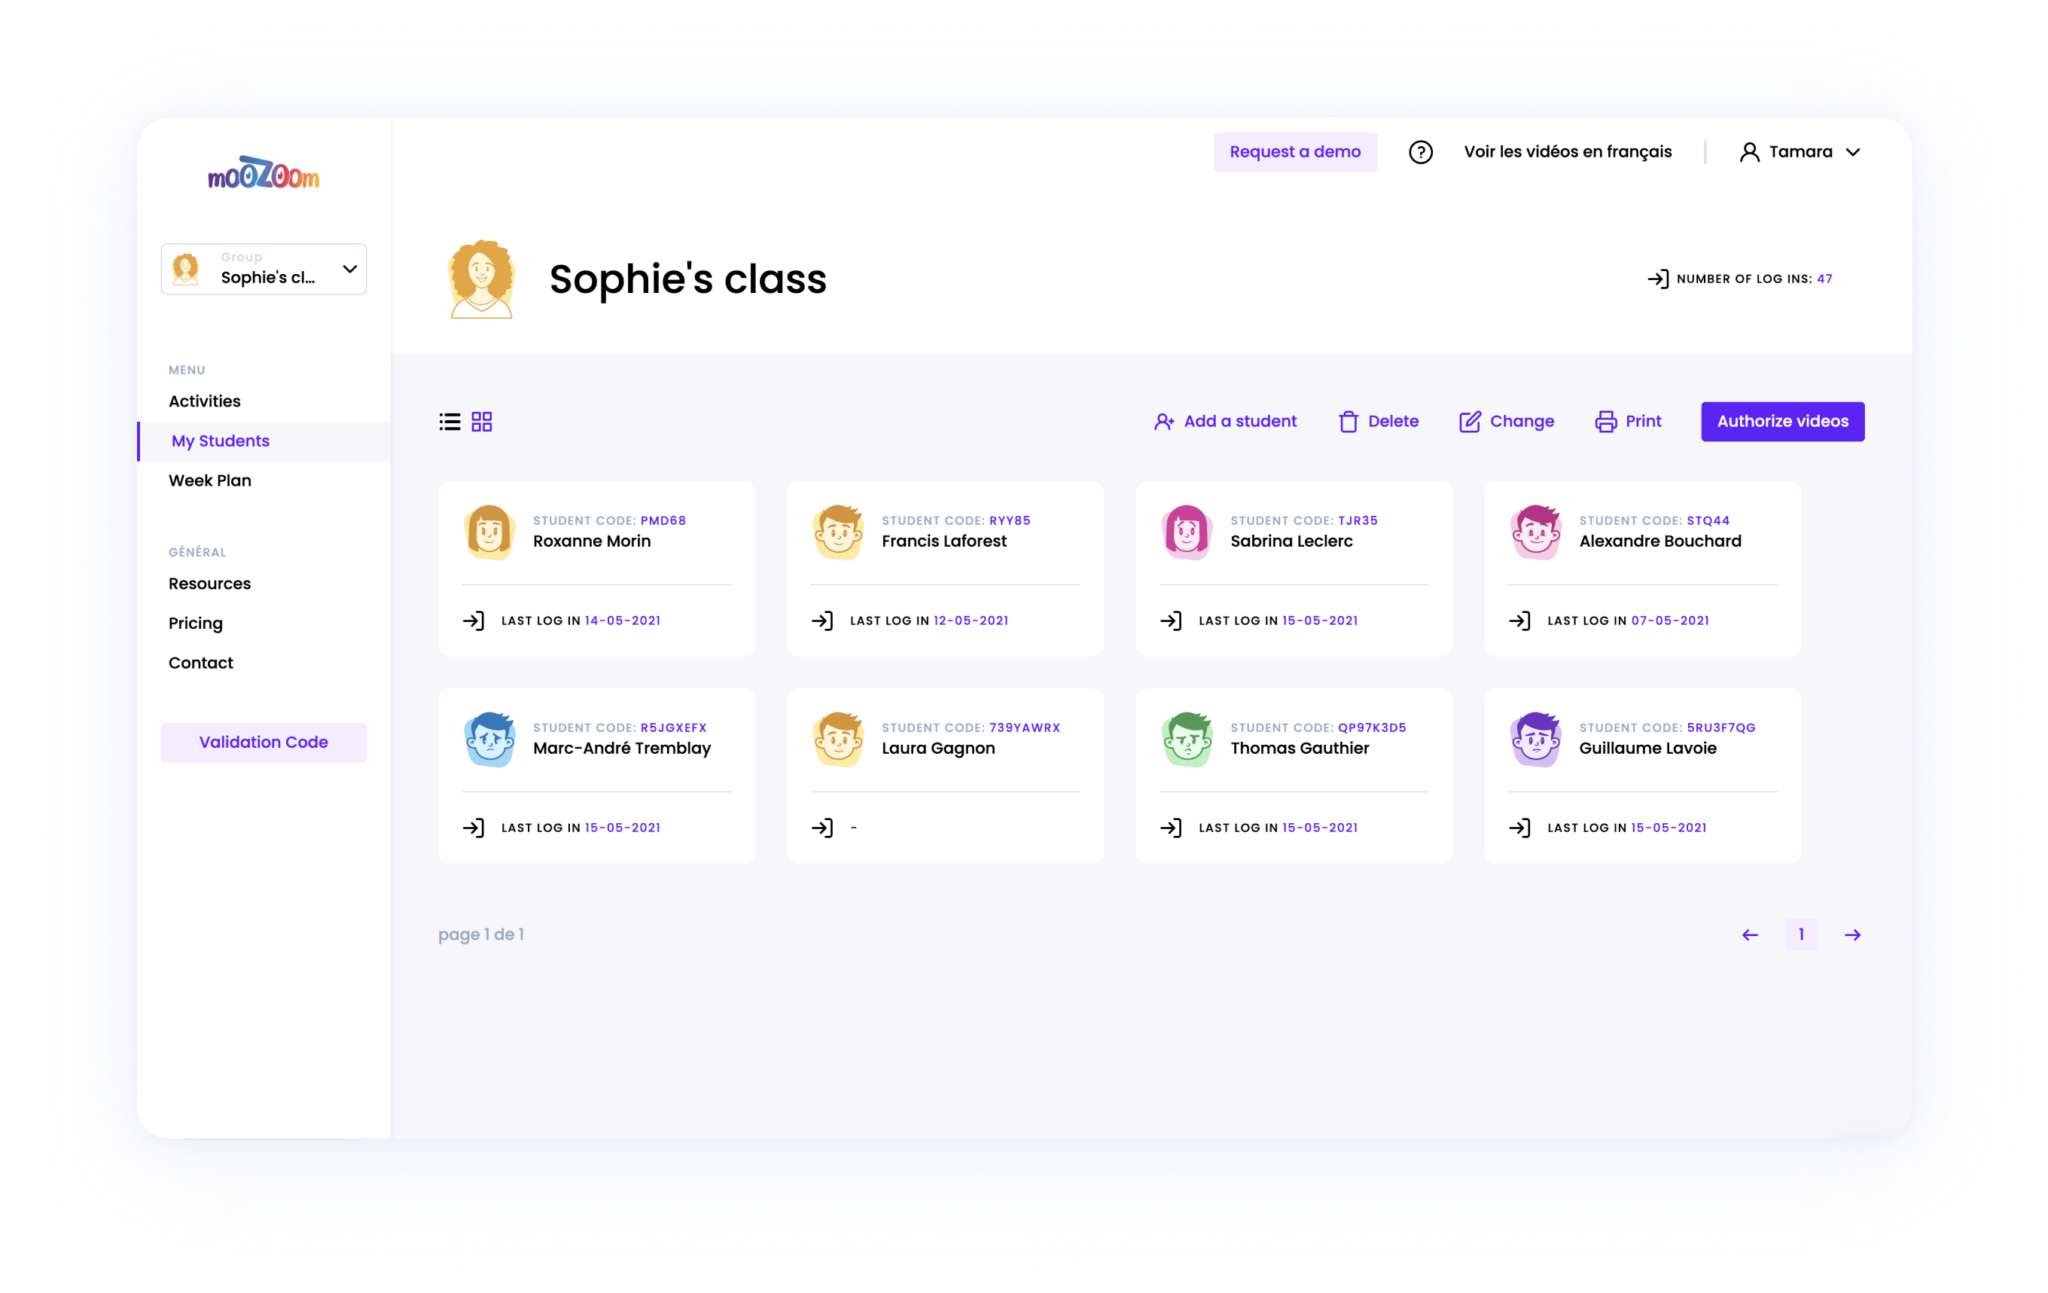 Request a demo
Voir les vidéos en français
Tamara
mooZoom
Group
Sophie's cl...
Sophie's class
NUMBER OF LOG INS: 47
MENU
Activities
My Students
Week Plan
GÉNÉRAL
Resources
Pricing
Contact
Validation Code
Add a student
Delete
Change
Print
Authorize videos
STUDENT CODE: PMD68
Roxanne Morin
LAST LOG IN 14-05-2021
STUDENT CODE: RYY85
Francis Laforest
LAST LOG IN 12-05-2021
STUDENT CODE: TJR35
Sabrina Leclerc
LAST LOG IN 15-05-2021
STUDENT CODE: STQ44
Alexandre Bouchard
LAST LOG IN 07-05-2021
STUDENT CODE: R5JGXEFX
Marc-André Tremblay
LAST LOG IN 15-05-2021
STUDENT CODE: 739YAWRX
Laura Gagnon
-
STUDENT CODE: QP97K3D5
Thomas Gauthier
LAST LOG IN 15-05-2021
STUDENT CODE: 5RU3F7QG
Guillaume Lavoie
LAST LOG IN 15-05-2021
page 1 de 1
1